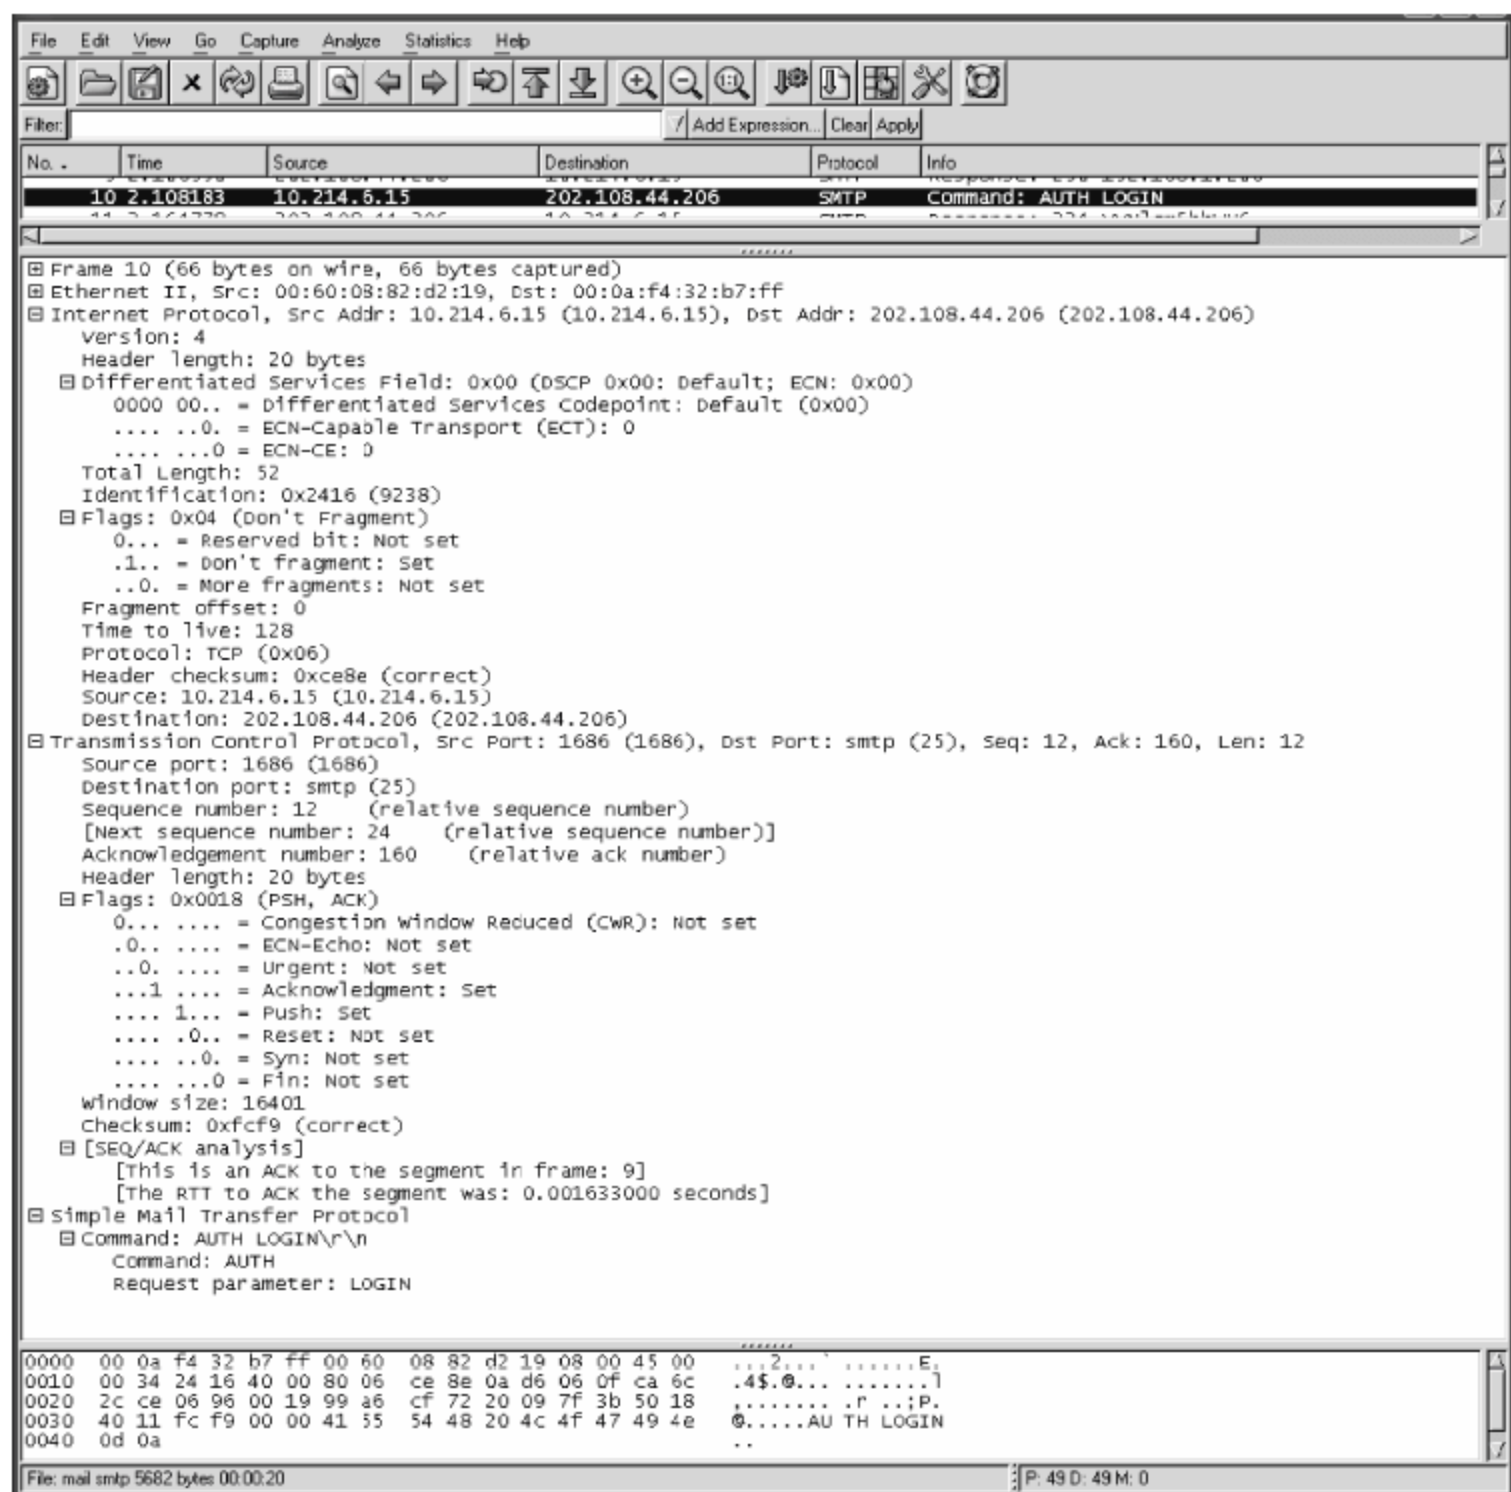 File Edit View Go Capture Analyze Statistics Help
Filter: Add Expression... Clear Apply
No. . Time Source Destination Protocol Info
10 2.108183 10.214.6.15 202.108.44.206 SMTP Command: AUTH LOGIN
Frame 10 (66 bytes on wire, 66 bytes captured)
Ethernet II, Src: 00:60:08:82:d2:19, Dst: 00:0a:f4:32:b7:ff
Internet Protocol, Src Addr: 10.214.6.15 (10.214.6.15), Dst Addr: 202.108.44.206 (202.108.44.206)
Version: 4
Header length: 20 bytes
Differentiated Services Field: 0x00 (DSCP 0x00: Default; ECN: 0x00)
0000 00.. = Differentiated Services Codepoint: Default (0x00)
.... ..0. = ECN-Capable Transport (ECT): 0
.... ...0 = ECN-CE: 0
Total Length: 52
Identification: 0x2416 (9238)
Flags: 0x04 (Don't Fragment)
0... = Reserved bit: Not set
.1.. = Don't fragment: Set
..0. = More fragments: Not set
Fragment offset: 0
Time to live: 128
Protocol: TCP (0x06)
Header checksum: 0xce8e (correct)
Source: 10.214.6.15 (10.214.6.15)
Destination: 202.108.44.206 (202.108.44.206)
Transmission Control Protocol, Src Port: 1686 (1686), Dst Port: smtp (25), Seq: 12, Ack: 160, Len: 12
Source port: 1686 (1686)
Destination port: smtp (25)
Sequence number: 12 (relative sequence number)
[Next sequence number: 24 (relative sequence number)]
Acknowledgement number: 160 (relative ack number)
Header length: 20 bytes
Flags: 0x0018 (PSH, ACK)
0... .... = Congestion Window Reduced (CWR): Not set
.0.. .... = ECN-Echo: Not set
..0. .... = Urgent: Not set
...1 .... = Acknowledgment: Set
.... 1... = Push: Set
.... .0.. = Reset: Not set
.... ..0. = Syn: Not set
.... ...0 = Fin: Not set
Window size: 16401
Checksum: 0xfcf9 (correct)
[SEQ/ACK analysis]
[This is an ACK to the segment in frame: 9]
[The RTT to ACK the segment was: 0.001633000 seconds]
Simple Mail Transfer Protocol
Command: AUTH LOGIN\r\n
Command: AUTH
Request parameter: LOGIN
0000 00 0a f4 32 b7 ff 00 60 08 82 d2 19 08 00 45 00 ...2...` ......E.
0010 00 34 24 16 40 00 80 06 ce 8e 0a d6 06 0f ca 6c .4$.@... .......l
0020 2c ce 06 96 00 19 99 a6 cf 72 20 09 7f 3b 50 18 ,....... .r ..;P.
0030 40 11 fc f9 00 00 41 55 54 48 20 4c 4f 47 49 4e @.....AU TH LOGIN
0040 0d 0a ..
File: mail smtp 5682 bytes 00:00:20 P: 49 D: 49 M: 0